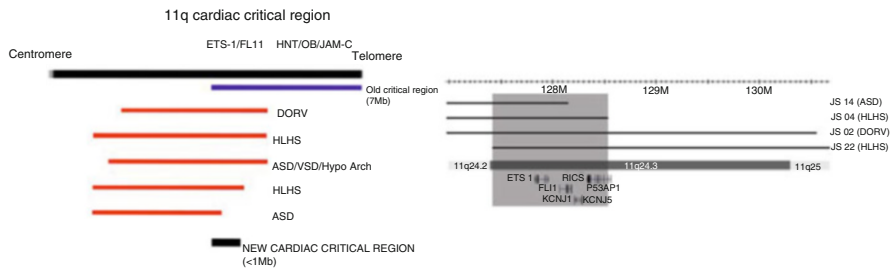 11q cardiac critical region
ETS-1/FL11 HNT/OB/JAM-C
Centromere
Telomere
Old critical region
(7Mb)
DORV
HLHS
ASD/VSD/Hypo Arch
HLHS
ASD
NEW CARDIAC CRITICAL REGION
(<1Mb)
128M 129M 130M
JS 14 (ASD)
JS 04 (HLHS)
JS 02 (DORV)
JS 22 (HLHS)
11q24.2 11q24.3 11q25
ETS 1 RICS
FLI1 P53AP1
KCNJ1 KCNJ5